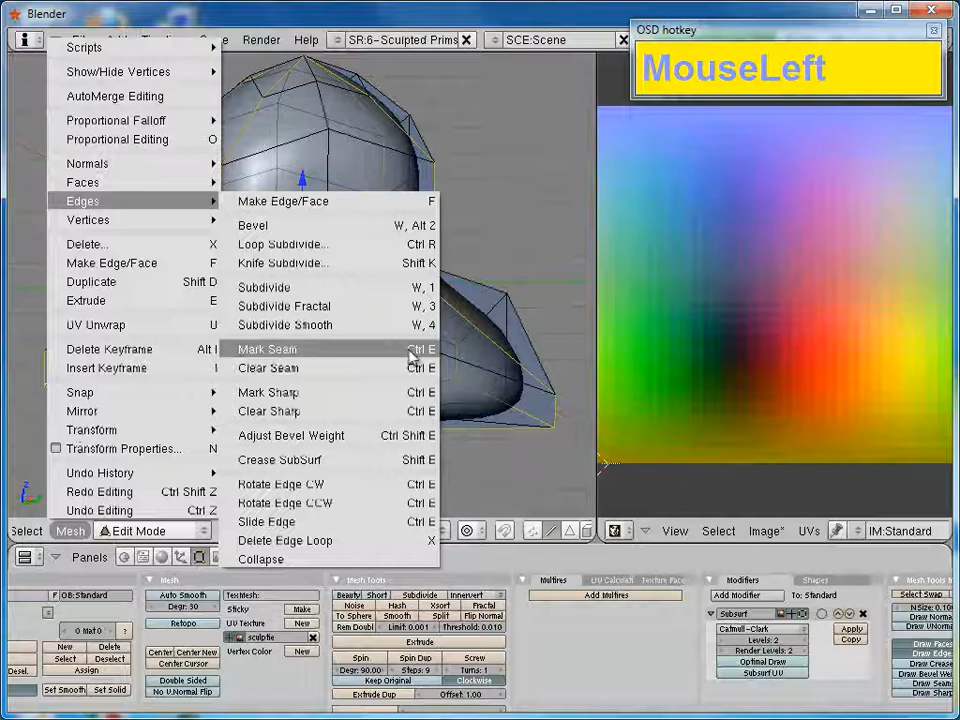 Blender
Render
Help
SR:6-Sculpted Prims
SCE:Scene
OSD hotkey
MouseLeft
Scripts
Show/Hide Vertices
AutoMerge Editing
Proportional Falloff
Proportional Editing O
Normals
Faces
Edges
Vertices
Delete... X
Make Edge/Face F
Duplicate Shift D
Extrude E
UV Unwrap U
Delete Keyframe Alt I
Insert Keyframe I
Snap
Mirror
Transform
Transform Properties... N
Undo History
Redo Editing Ctrl Shift Z
Undo Editing Ctrl Z
Make Edge/Face F
Bevel W, Alt 2
Loop Subdivide... Ctrl R
Knife Subdivide... Shift K
Subdivide W, 1
Subdivide Fractal W, 3
Subdivide Smooth W, 4
Mark Seam Ctrl E
Clear Seam Ctrl E
Mark Sharp Ctrl E
Clear Sharp Ctrl E
Adjust Bevel Weight Ctrl Shift E
Crease SubSurf Shift E
Rotate Edge CW Ctrl E
Rotate Edge CCW Ctrl E
Slide Edge Ctrl E
Delete Edge Loop X
Collapse
Select Mesh Edit Mode
View Select Image* UVs IM:Standard
Panels
Mesh
Mesh Tools
Multires
Modifiers
Shapes
F OB:Standard
0 Mat 0 ?
New Delete
Select Deselect
Assign
Set Smooth Set Solid
Auto Smooth
Degr: 30
Retopo
Center Center New
Center Cursor
Double Sided
No V.Normal Flip
TexMesh:
Sticky Make
UV Texture New
sculptie
Vertex Color New
Beauty Short Subdivide Innervert
Noise Hash Xsort Fractal
To Sphere Smooth Split Flip Normal
Rem Doubl Limit: 0.001 Threshold: 0.010
Extrude
Spin Spin Dup Screw
Degr: 90.00 Steps: 9 Turns: 1
Keep Original Clockwise
Extrude Dup Offset: 1.00
Add Multires
Add Modifier To: Standard
Subsurf
Catmull-Clark
Levels: 2
Render Levels: 2
Optimal Draw
Subsurf UV
Apply
Copy
Select Swap